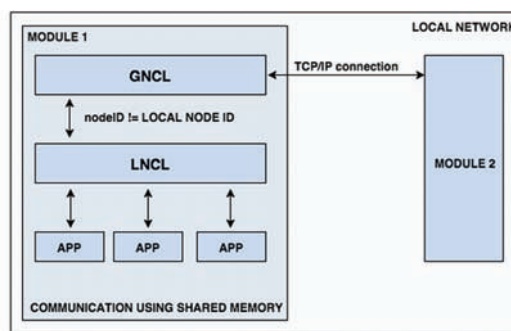 LOCAL NETWORK
MODULE 1
GNCL
TCP/IP connection
nodeID != LOCAL NODE ID
LNCL
MODULE 2
APP
APP
APP
COMMUNICATION USING SHARED MEMORY